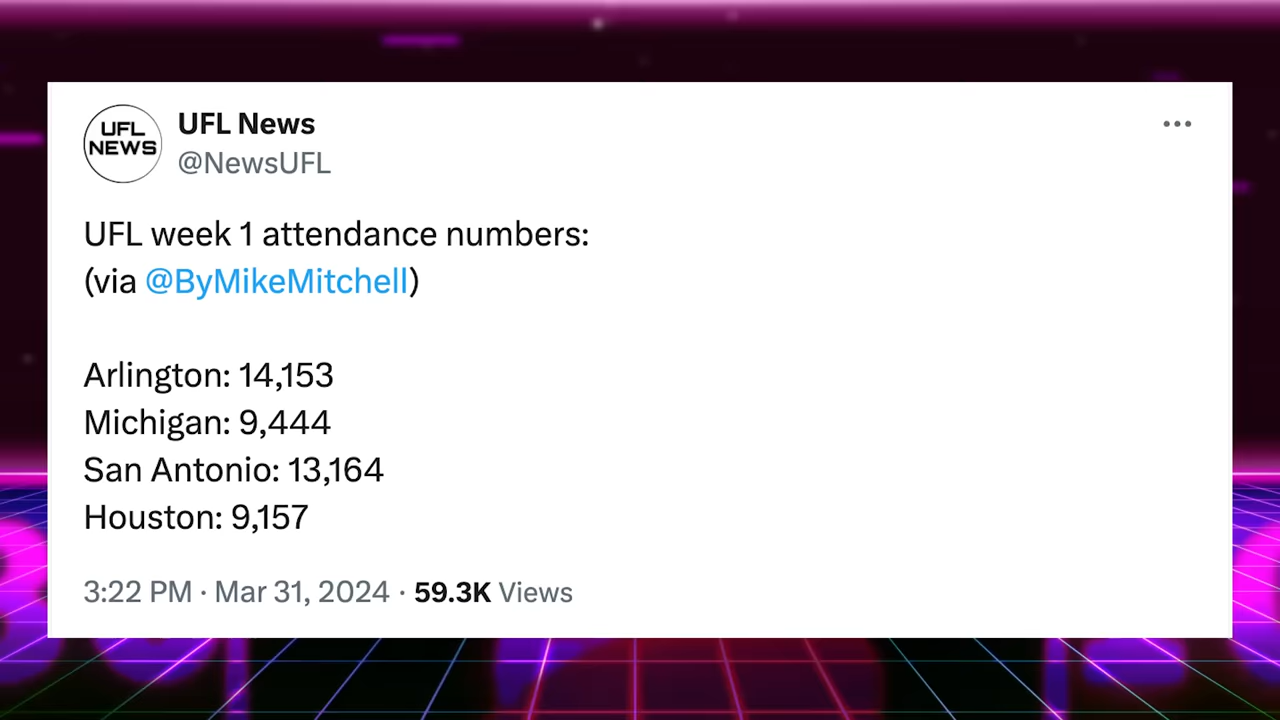 UFL
NEWS
UFL News
@NewsUFL
UFL week 1 attendance numbers:
(via @ByMikeMitchell)
Arlington: 14,153
Michigan: 9,444
San Antonio: 13,164
Houston: 9,157
3:22 PM · Mar 31, 2024 · 59.3K Views